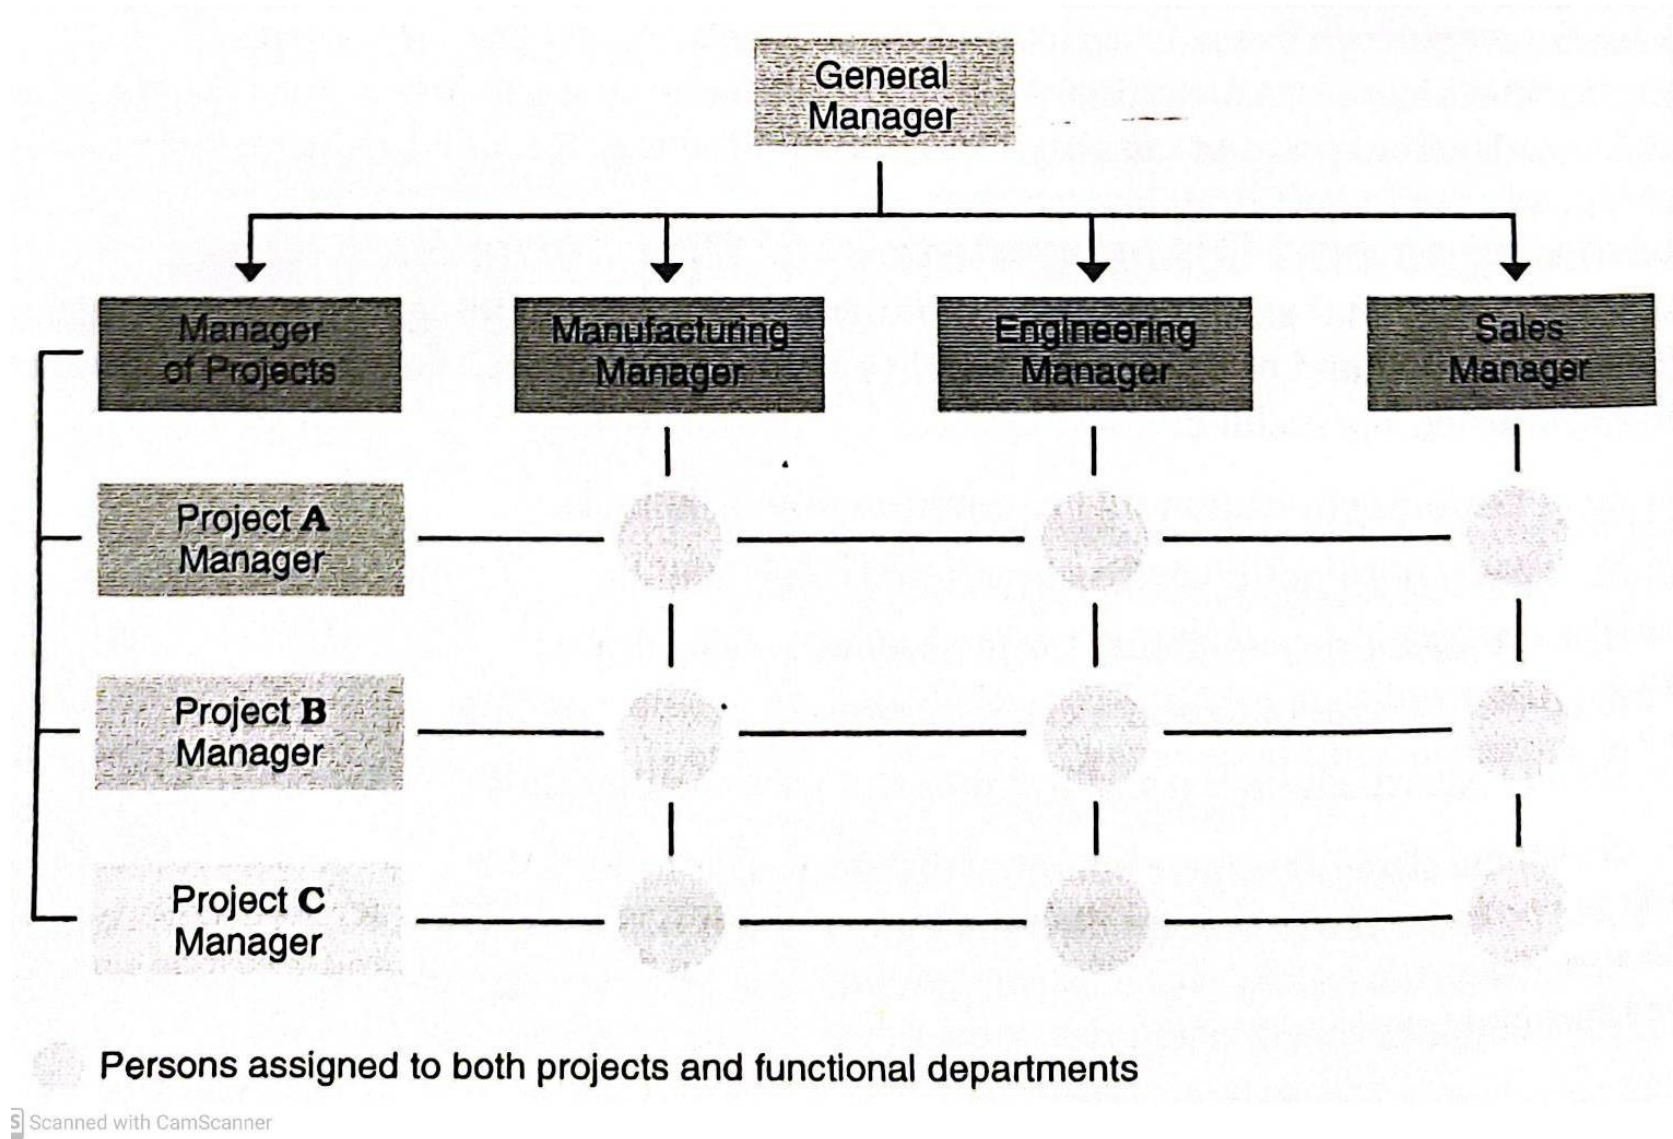 General
Manager
Manager
of Projects
Manufacturing
Manager
Engineering
Manager
Sales
Manager
Project A
Manager
Project B
Manager
Project C
Manager
Persons assigned to both projects and functional departments
S Scanned with CamScanner